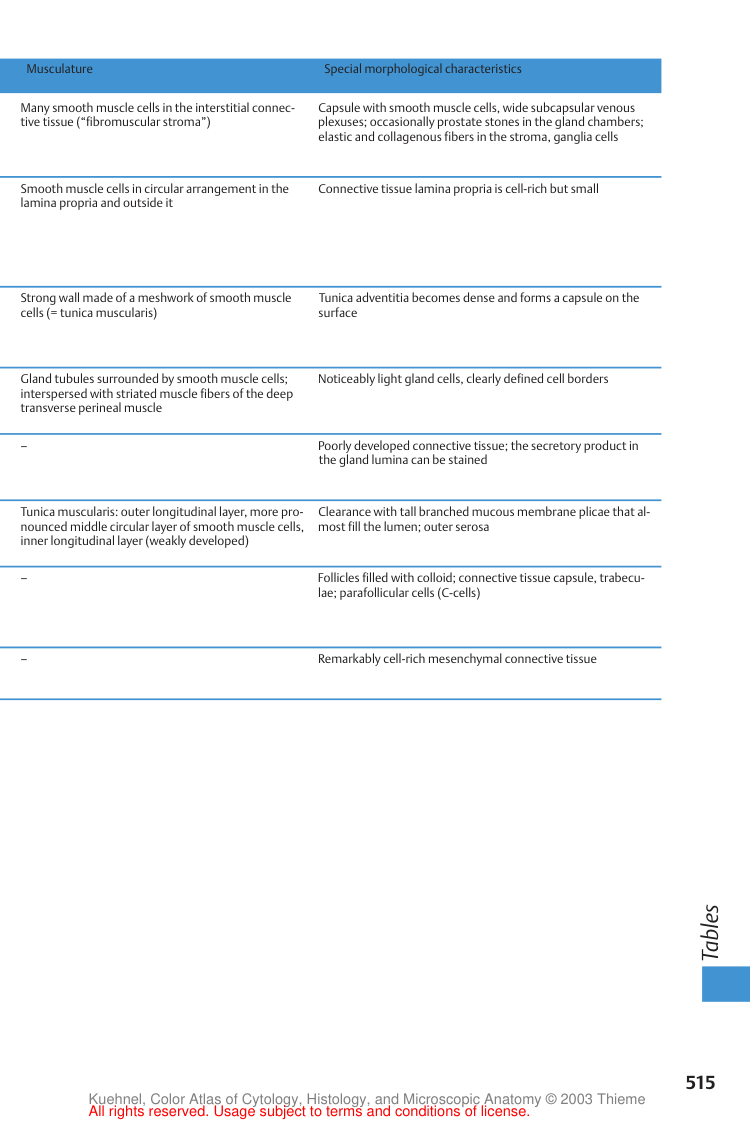 Musculature Special morphological characteristics
Many smooth muscle cells in the interstitial connec-
tive tissue (“fibromuscular stroma”)
Capsule with smooth muscle cells, wide subcapsular venous
plexuses; occasionally prostate stones in the gland chambers;
elastic and collagenous fibers in the stroma, ganglia cells
Smooth muscle cells in circular arrangement in the
lamina propria and outside it
Connective tissue lamina propria is cell-rich but small
Strong wall made of a meshwork of smooth muscle
cells (= tunica muscularis)
Tunica adventitia becomes dense and forms a capsule on the
surface
Gland tubules surrounded by smooth muscle cells;
interspersed with striated muscle fibers of the deep
transverse perineal muscle
Noticeably light gland cells, clearly defined cell borders
–
Poorly developed connective tissue; the secretory product in
the gland lumina can be stained
Tunica muscularis: outer longitudinal layer, more pro-
nounced middle circular layer of smooth muscle cells,
inner longitudinal layer (weakly developed)
Clearance with tall branched mucous membrane plicae that al-
most fill the lumen; outer serosa
–
Follicles filled with colloid; connective tissue capsule, trabecu-
lae; parafollicular cells (C-cells)
–
Remarkably cell-rich mesenchymal connective tissue
Tables
515
Kuehnel, Color Atlas of Cytology, Histology, and Microscopic Anatomy © 2003 Thieme
All rights reserved. Usage subject to terms and conditions of license.